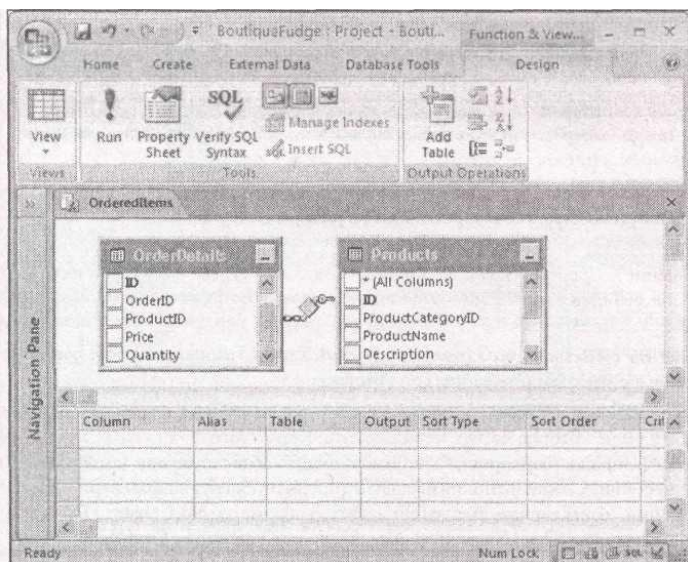 BoutiqueFudge : Project - Bouti... Function & View...
Home Create External Data Database Tools Design
View Run Property Sheet Verify SQL Syntax Manage Indexes Insert SQL Add Table
Views Tools Output Operations
OrderedItems
Navigation Pane
OrderDetails
ID
OrderID
ProductID
Price
Quantity
Products
* (All Columns)
ID
ProductCategoryID
ProductName
Description
Column Alias Table Output Sort Type Sort Order Crit
Ready Num Lock SQL